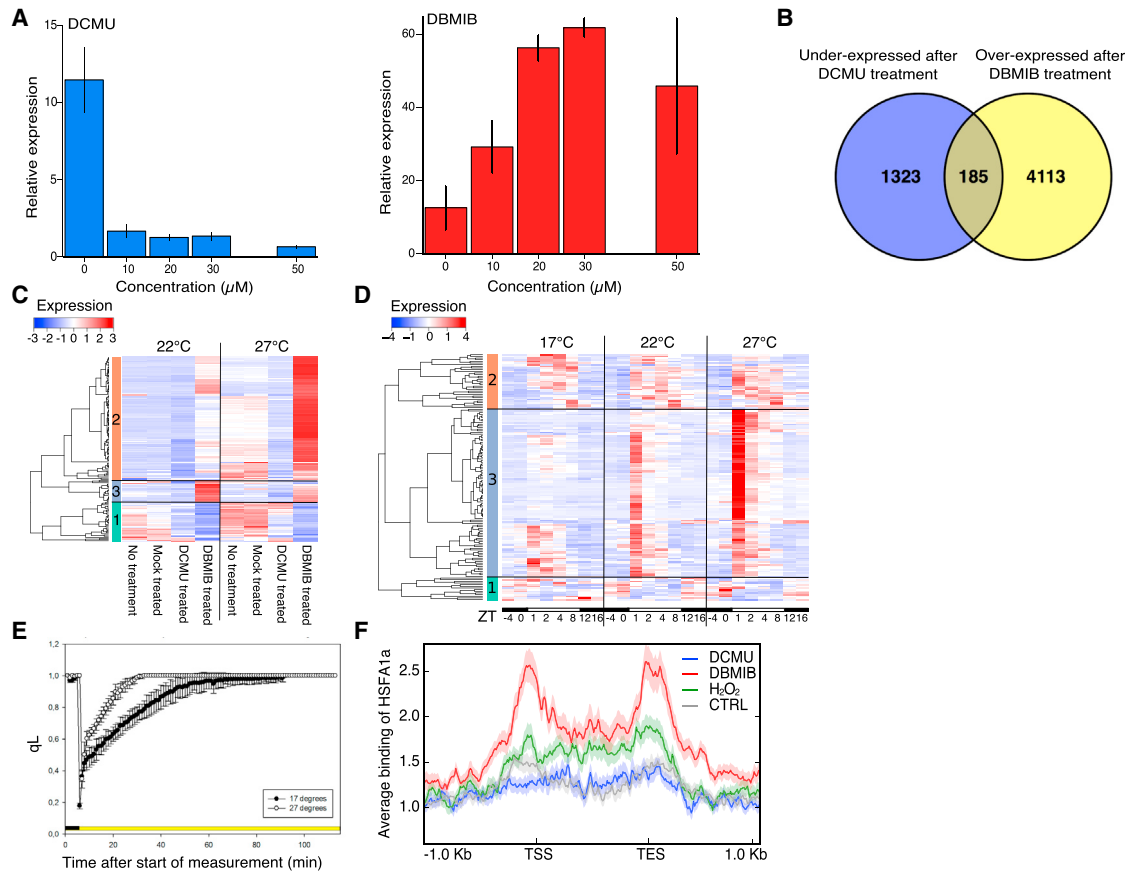 A
DCMU
15
10
5
0
Relative expression
0 10 20 30 50
Concentration (µM)
DBMIB
60
40
20
0
Relative expression
0 10 20 30 50
Concentration (µM)
B
Under-expressed after
DCMU treatment
Over-expressed after
DBMIB treatment
1323
185
4113
C
Expression
-3 -2 -1 0 1 2 3
22°C 27°C
2
3
1
No treatment
Mock treated
DCMU treated
DBMIB treated
No treatment
Mock treated
DCMU treated
DBMIB treated
D
Expression
−4 −2 0 2 4
17°C 22°C 27°C
2
3
1
ZT -4 0 1 2 4 8 12 16 -4 0 1 2 4 8 12 16 -4 0 1 2 4 8 12 16
E
1,2
1,0
0,8
0,6
0,4
0,2
0,0
qL
17 degrees
27 degrees
0 20 40 60 80 100
Time after start of measurement (min)
F
2.5
2.0
1.5
1.0
Average binding of HSFA1a
DCMU
DBMIB
H₂O₂
CTRL
-1.0 Kb TSS TES 1.0 Kb